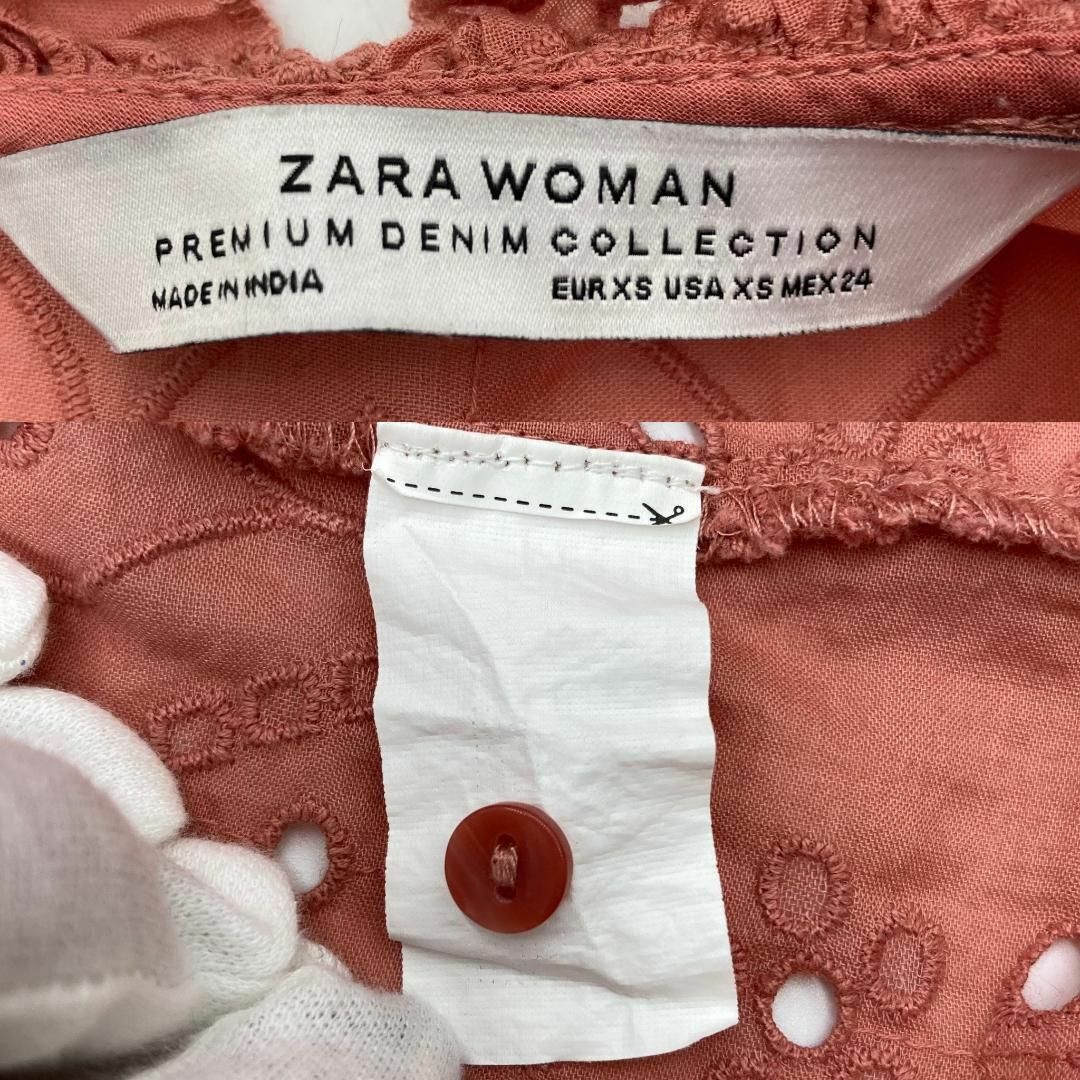 ZARA WOMAN
PREMIUM DENIM COLLECTION
MADE IN INDIA EUR XS USA XS MEX 24